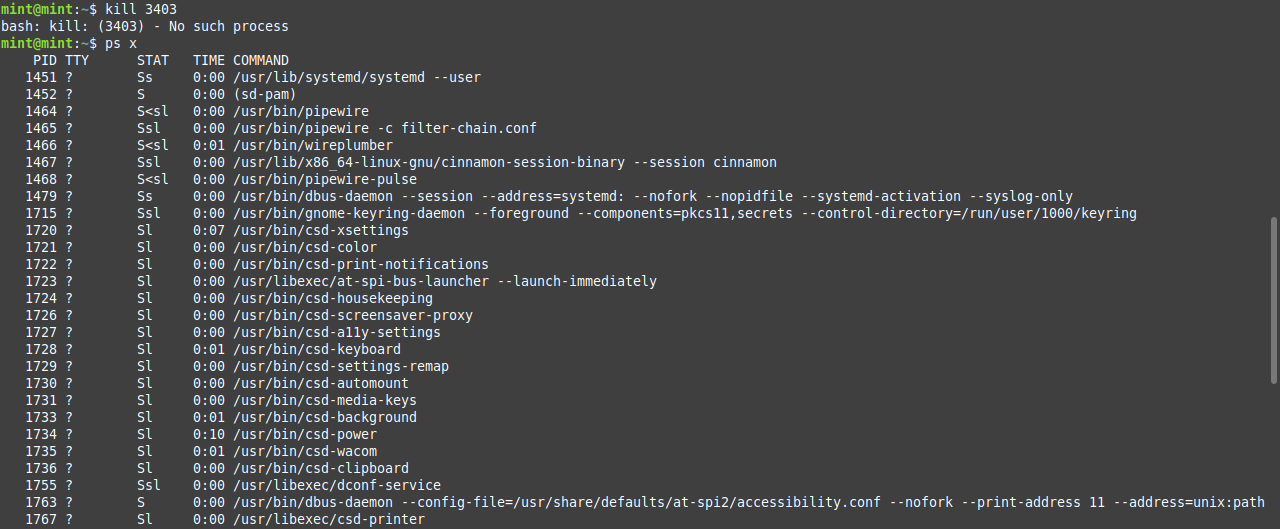 mint@mint:~$ kill 3403
bash: kill: (3403) - No such process
mint@mint:~$ ps x
    PID TTY      STAT   TIME COMMAND
   1451 ?        Ss     0:00 /usr/lib/systemd/systemd --user
   1452 ?        S      0:00 (sd-pam)
   1464 ?        S<sl   0:00 /usr/bin/pipewire
   1465 ?        Ssl    0:00 /usr/bin/pipewire -c filter-chain.conf
   1466 ?        S<sl   0:01 /usr/bin/wireplumber
   1467 ?        Ssl    0:00 /usr/lib/x86_64-linux-gnu/cinnamon-session-binary --session cinnamon
   1468 ?        S<sl   0:00 /usr/bin/pipewire-pulse
   1479 ?        Ss     0:00 /usr/bin/dbus-daemon --session --address=systemd: --nofork --nopidfile --systemd-activation --syslog-only
   1715 ?        Ssl    0:00 /usr/bin/gnome-keyring-daemon --foreground --components=pkcs11,secrets --control-directory=/run/user/1000/keyring
   1720 ?        Sl     0:07 /usr/bin/csd-xsettings
   1721 ?        Sl     0:00 /usr/bin/csd-color
   1722 ?        Sl     0:00 /usr/bin/csd-print-notifications
   1723 ?        Sl     0:00 /usr/libexec/at-spi-bus-launcher --launch-immediately
   1724 ?        Sl     0:00 /usr/bin/csd-housekeeping
   1726 ?        Sl     0:00 /usr/bin/csd-screensaver-proxy
   1727 ?        Sl     0:00 /usr/bin/csd-a11y-settings
   1728 ?        Sl     0:01 /usr/bin/csd-keyboard
   1729 ?        Sl     0:00 /usr/bin/csd-settings-remap
   1730 ?        Sl     0:00 /usr/bin/csd-automount
   1731 ?        Sl     0:00 /usr/bin/csd-media-keys
   1733 ?        Sl     0:01 /usr/bin/csd-background
   1734 ?        Sl     0:10 /usr/bin/csd-power
   1735 ?        Sl     0:01 /usr/bin/csd-wacom
   1736 ?        Sl     0:00 /usr/bin/csd-clipboard
   1755 ?        Ssl    0:00 /usr/libexec/dconf-service
   1763 ?        S      0:00 /usr/bin/dbus-daemon --config-file=/usr/share/defaults/at-spi2/accessibility.conf --nofork --print-address 11 --address=unix:path
   1767 ?        Sl     0:00 /usr/libexec/csd-printer